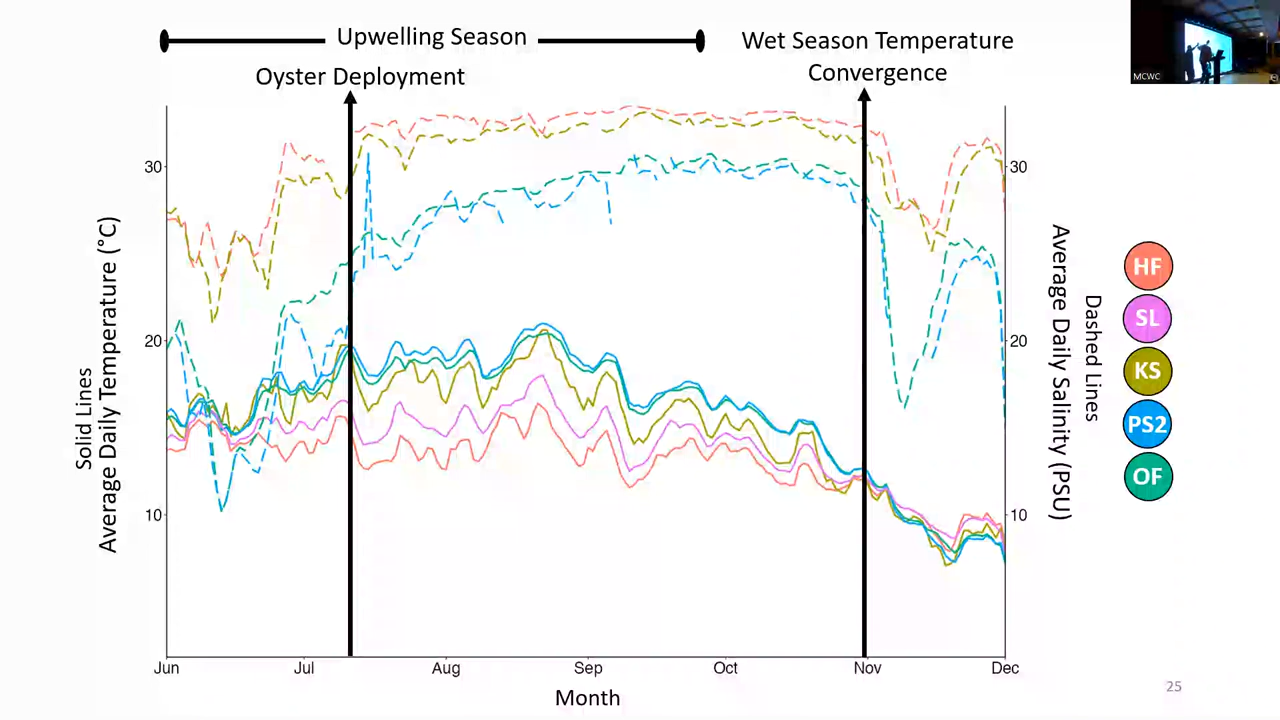 Upwelling Season
Wet Season Temperature
Convergence
Oyster Deployment
MCWC
30
20
10
Solid Lines
Average Daily Temperature (°C)
30
20
10
Dashed Lines
Average Daily Salinity (PSU)
HF
SL
KS
PS2
OF
Jun
Jul
Aug
Sep
Oct
Nov
Dec
Month
25